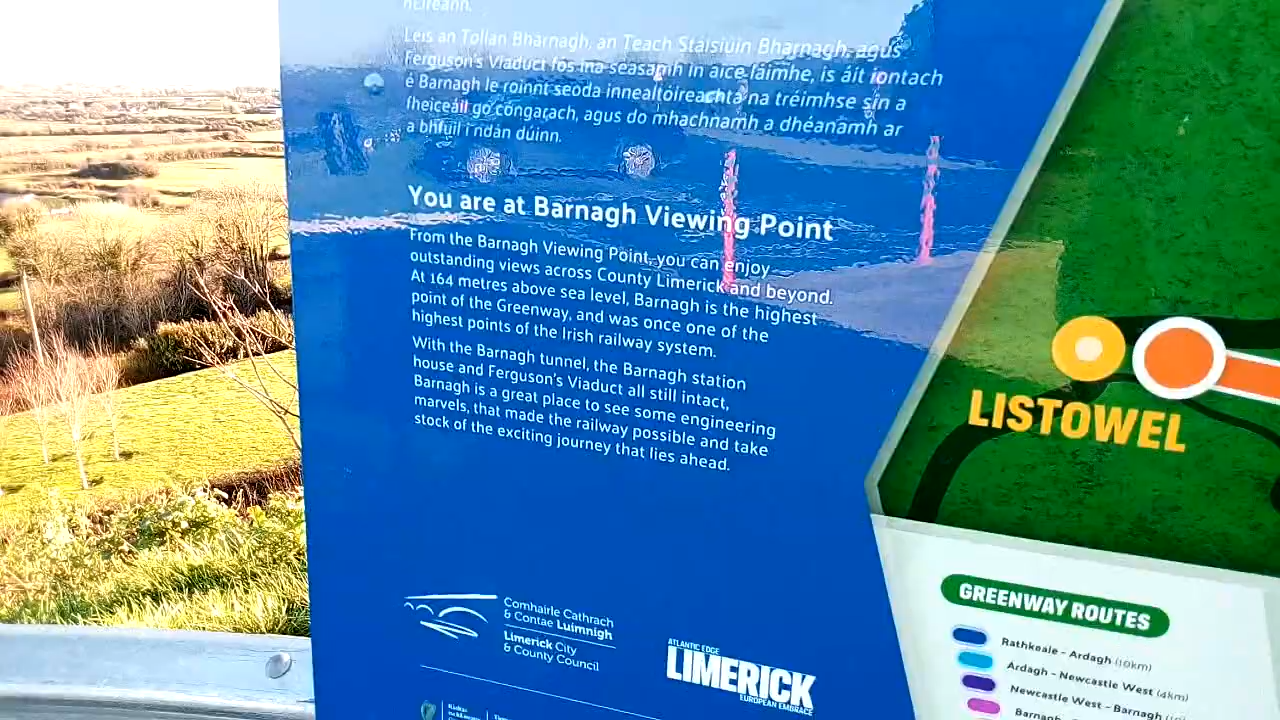 hÉireann.
Leis an Tollán Bharnagh, an Teach Stáisiúin Bharnagh, agus
Ferguson's Viaduct fós ina seasamh in aice láimhe, is áit iontach
é Barnagh le roinnt seoda innealtóireachta na tréimhse sin a
fheiceáil go cóngarach, agus do mhachnamh a dhéanamh ar
a bhfuil i ndán dúinn.
You are at Barnagh Viewing Point
From the Barnagh Viewing Point, you can enjoy
outstanding views across County Limerick and beyond.
At 164 metres above sea level, Barnagh is the highest
point of the Greenway, and was once one of the
highest points of the Irish railway system.
With the Barnagh tunnel, the Barnagh station
house and Ferguson's Viaduct all still intact,
Barnagh is a great place to see some engineering
marvels, that made the railway possible and take
stock of the exciting journey that lies ahead.
Comhairle Cathrach
& Contae Luimnigh
Limerick City
& County Council
ATLANTIC EDGE
LIMERICK
EUROPEAN EMBRACE
LISTOWEL
GREENWAY ROUTES
Rathkeale - Ardagh (10km)
Ardagh - Newcastle West (4km)
Newcastle West - Barnagh
Barnagh